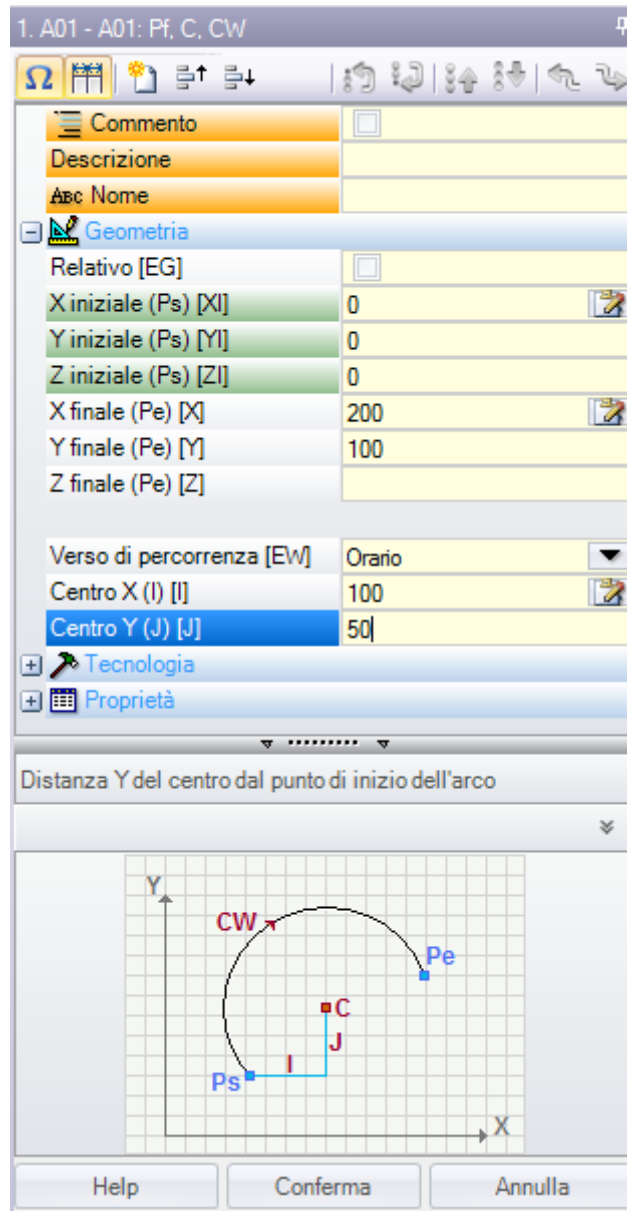 1. A01 - A01: Pf, C, CW
Commento
Descrizione
ABC Nome
Geometria
Relativo [EG]
X iniziale (Ps) [XI] 0
Y iniziale (Ps) [YI] 0
Z iniziale (Ps) [ZI] 0
X finale (Pe) [X] 200
Y finale (Pe) [Y] 100
Z finale (Pe) [Z]
Verso di percorrenza [EW] Orario
Centro X (I) [I] 100
Centro Y (J) [J] 50
Tecnologia
Proprietà
Distanza Y del centro dal punto di inizio dell'arco
Y
CW
Pe
C
J
I
Ps
X
Help Conferma Annulla